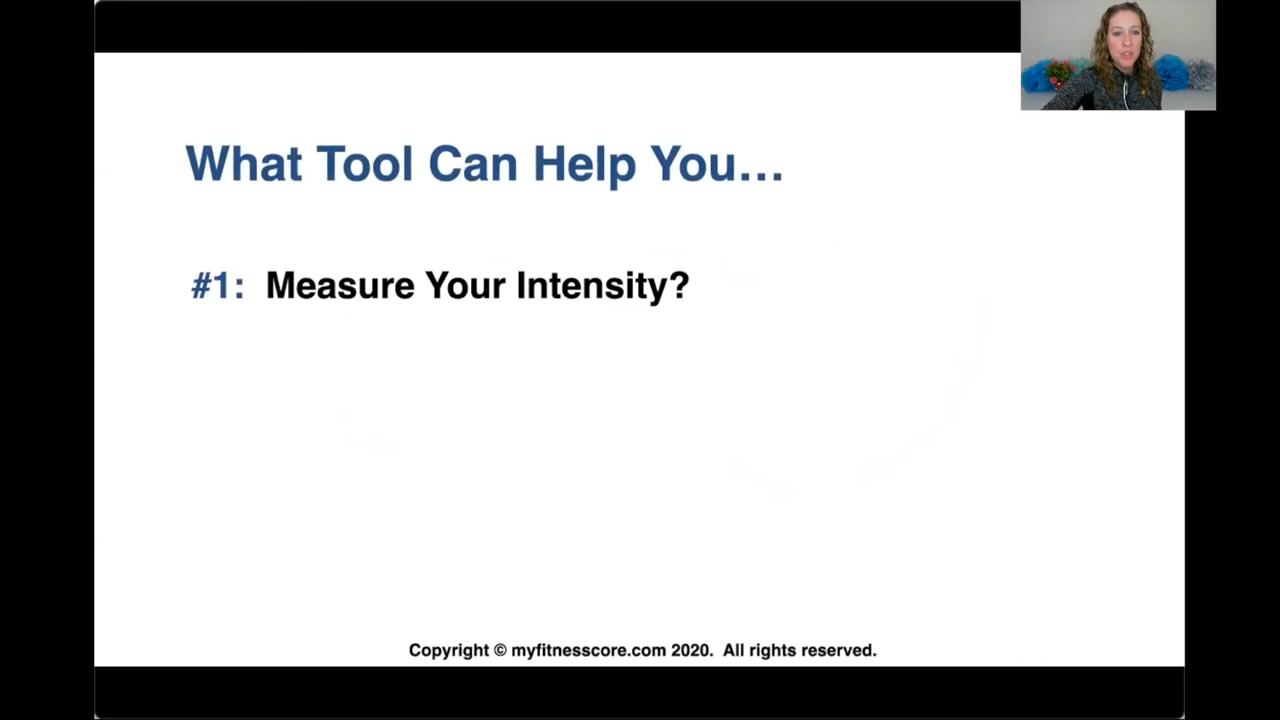 What Tool Can Help You…
#1: Measure Your Intensity?
Copyright © myfitnesscore.com 2020. All rights reserved.